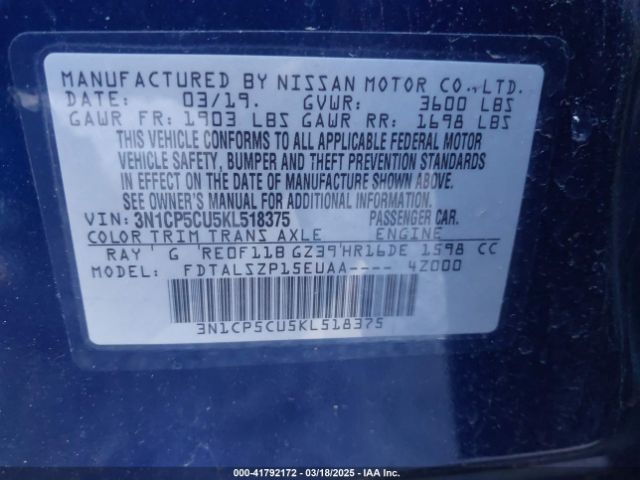 MANUFACTURED BY NISSAN MOTOR CO., LTD.
DATE: 03/19. GVWR: 3600 LBS
GAWR FR: 1903 LBS GAWR RR: 1698 LBS
THIS VEHICLE CONFORMS TO ALL APPLICABLE FEDERAL MOTOR
VEHICLE SAFETY, BUMPER AND THEFT PREVENTION STANDARDS
IN EFFECT ON THE DATE OF MANUFACTURE SHOWN ABOVE.
SEE OWNER'S MANUAL FOR ADDITIONAL INFORMATION.
VIN: 3N1CP5CU5KL518375 PASSENGER CAR.
COLOR TRIM TRANS AXLE ENGINE
RAY G RE0F11B GZ39 HR16DE 1598 CC
MODEL: FDTALSZP15EUAA---- 4Z000
3N1CP5CU5KL518375
000-41792172 — 03/18/2025 — IAA Inc.